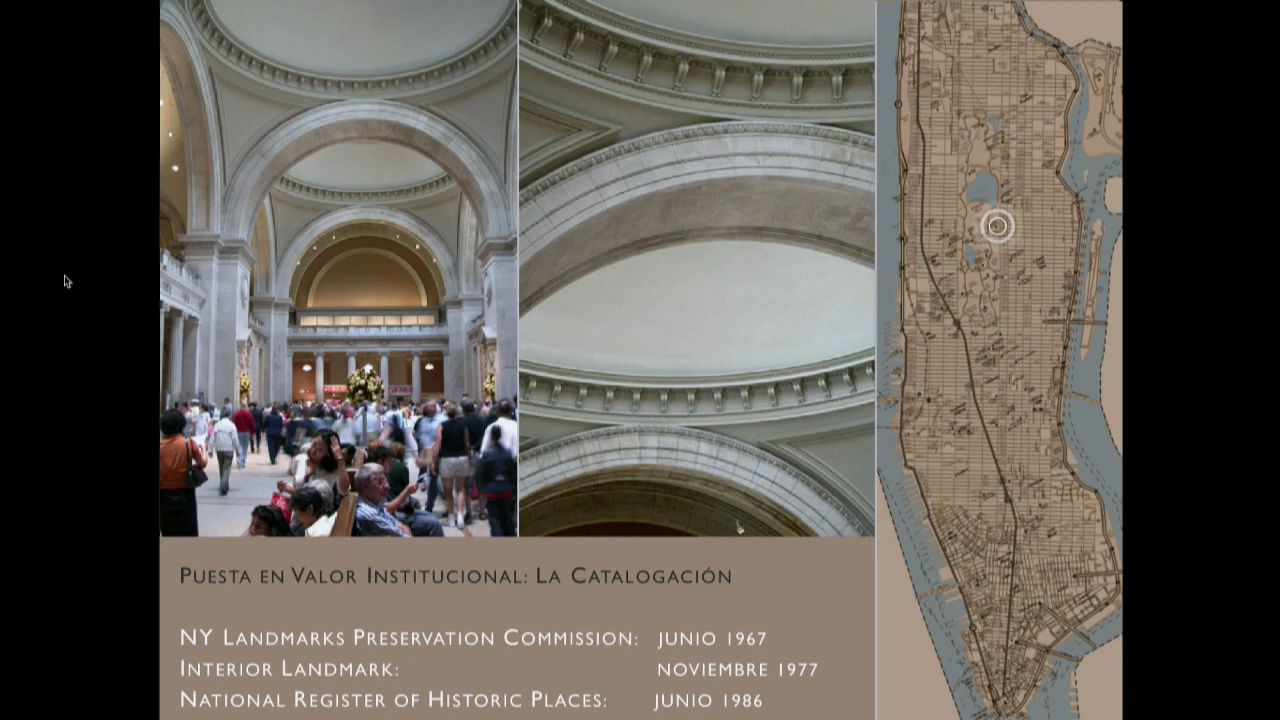 Puesta en Valor Institucional: La Catalogación
NY Landmarks Preservation Commission: junio 1967
Interior Landmark: noviembre 1977
National Register of Historic Places: junio 1986